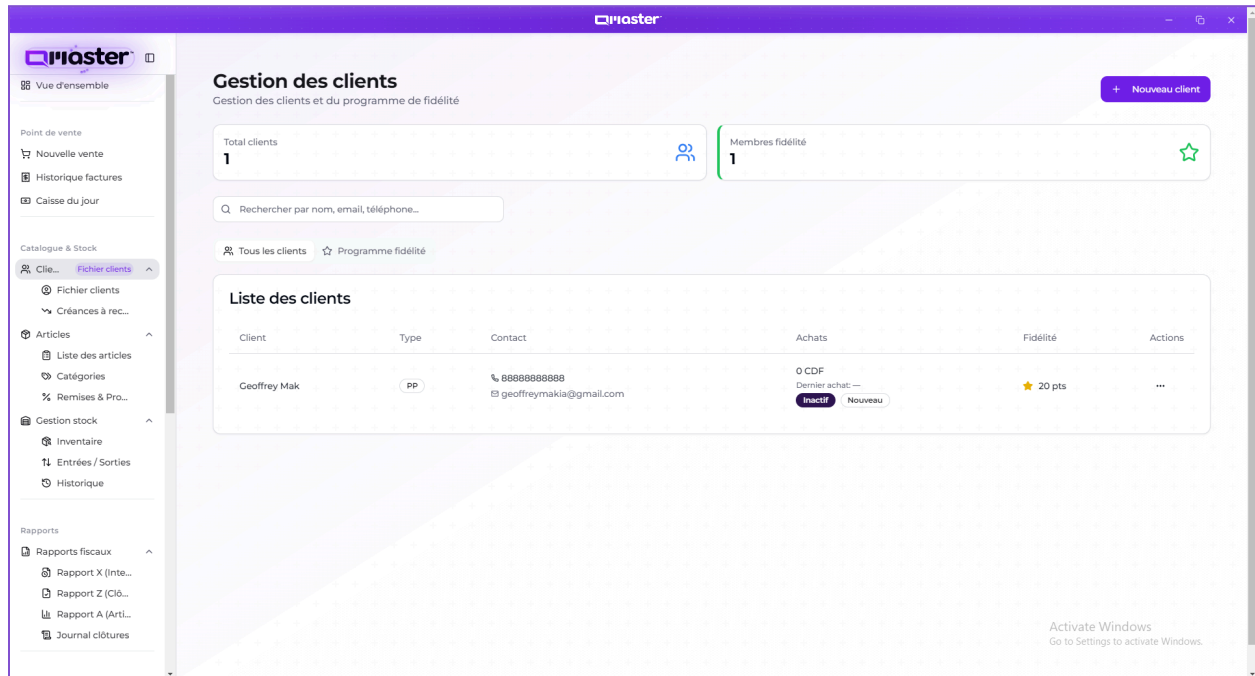 Qmaster
Qmaster
Vue d'ensemble
Point de vente
Nouvelle vente
Historique factures
Caisse du jour
Catalogue & Stock
Clie... Fichier clients
Fichier clients
Créances à rec...
Articles
Liste des articles
Catégories
% Remises & Pro...
Gestion stock
Inventaire
Entrées / Sorties
Historique
Rapports
Rapports fiscaux
Rapport X (Inte...
Rapport Z (Clô...
Rapport A (Arti...
Journal clôtures
Gestion des clients
Gestion des clients et du programme de fidélité
+ Nouveau client
Total clients
1
Membres fidélité
1
Rechercher par nom, email, téléphone...
Tous les clients Programme fidélité
Liste des clients
Client Type Contact Achats Fidélité Actions
Geoffrey Mak PP
88888888888
geoffreymakia@gmail.com
0 CDF
Dernier achat: —
Inactif Nouveau
20 pts ...
Activate Windows
Go to Settings to activate Windows.